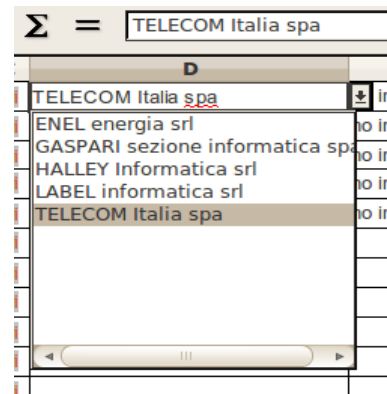 Σ = TELECOM Italia spa
D
TELECOM Italia spa
ENEL energia srl
GASPARI sezione informatica spa
HALLEY Informatica srl
LABEL informatica srl
TELECOM Italia spa